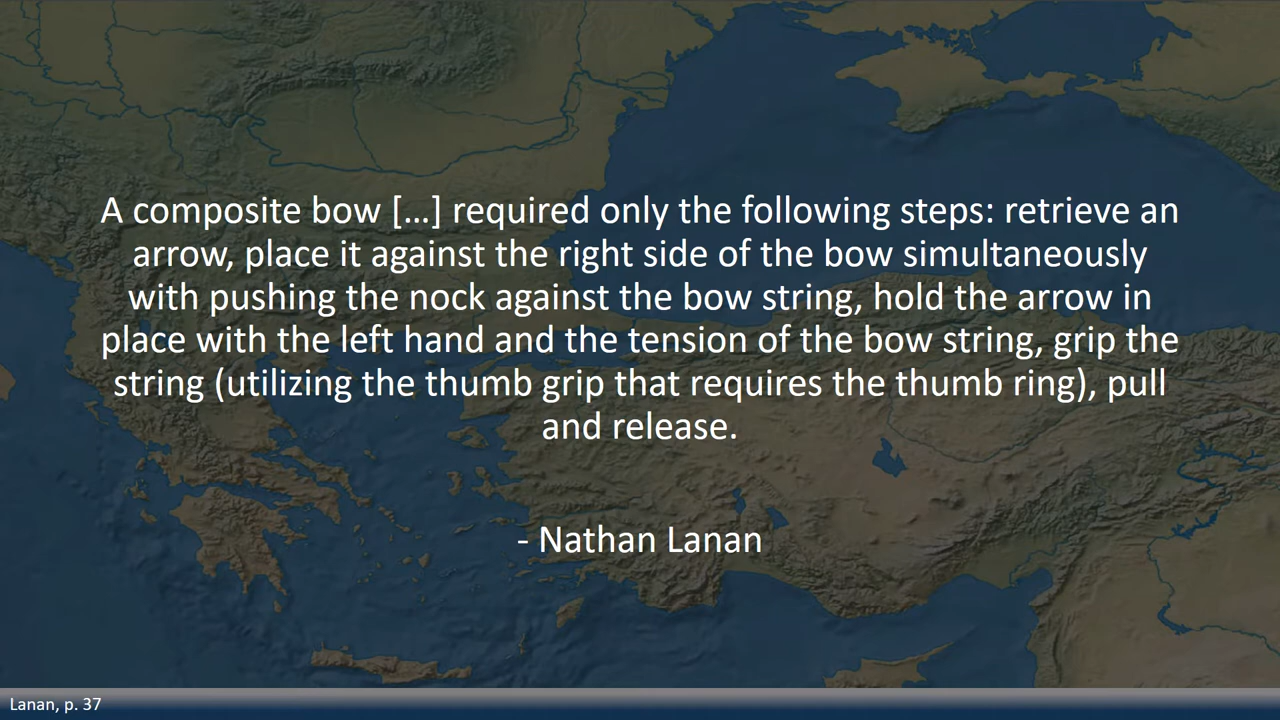 A composite bow […] required only the following steps: retrieve an
arrow, place it against the right side of the bow simultaneously
with pushing the nock against the bow string, hold the arrow in
place with the left hand and the tension of the bow string, grip the
string (utilizing the thumb grip that requires the thumb ring), pull
and release.
- Nathan Lanan
Lanan, p. 37